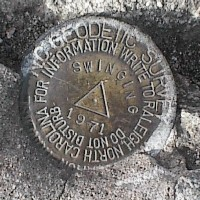 N.C. GEODETIC SURVEY
FOR INFORMATION WRITE TO RALEIGH, NORTH CAROLINA
DO NOT DISTURB
SWINGING
1971